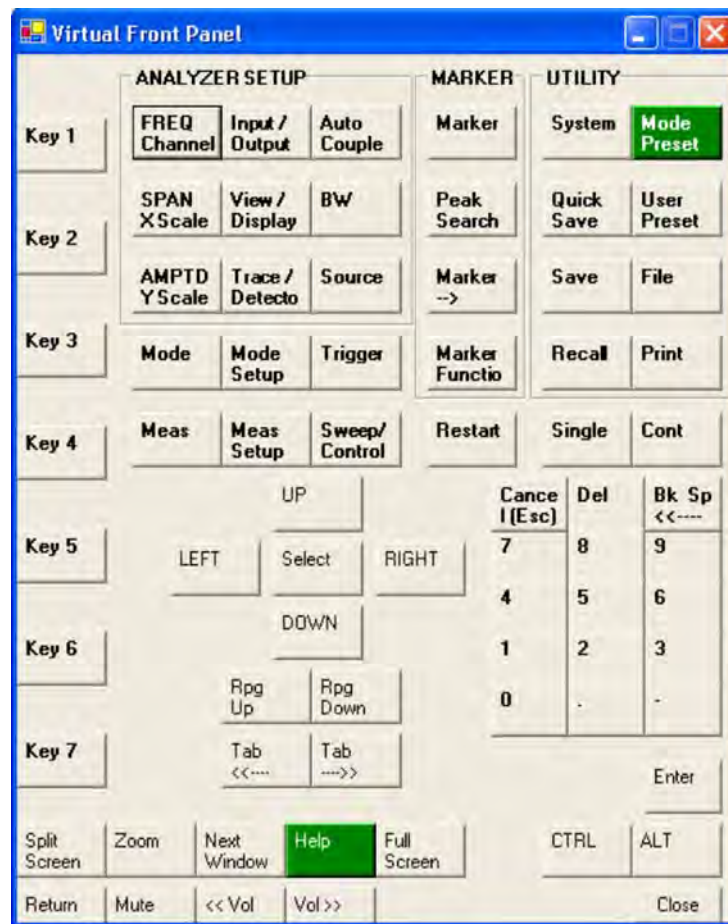 Virtual Front Panel
ANALYZER SETUP MARKER UTILITY
Key 1
FREQ Channel
Input / Output
Auto Couple
Marker
System
Mode Preset
Key 2
SPAN X Scale
View / Display
BW
Peak Search
Quick Save
User Preset
AMPTD Y Scale
Trace / Detecto
Source
Marker -->
Save
File
Key 3
Mode
Mode Setup
Trigger
Marker Functio
Recall
Print
Key 4
Meas
Meas Setup
Sweep/ Control
Restart
Single
Cont
UP
Cance l (Esc)
Del
Bk Sp <<----
Key 5
LEFT
Select
RIGHT
7 8 9
4 5 6
DOWN
Key 6
1 2 3
Rpg Up
Rpg Down
0 . -
Key 7
Tab <<----
Tab ---->>
Enter
Split Screen
Zoom
Next Window
Help
Full Screen
CTRL
ALT
Return
Mute
<< Vol
Vol >>
Close